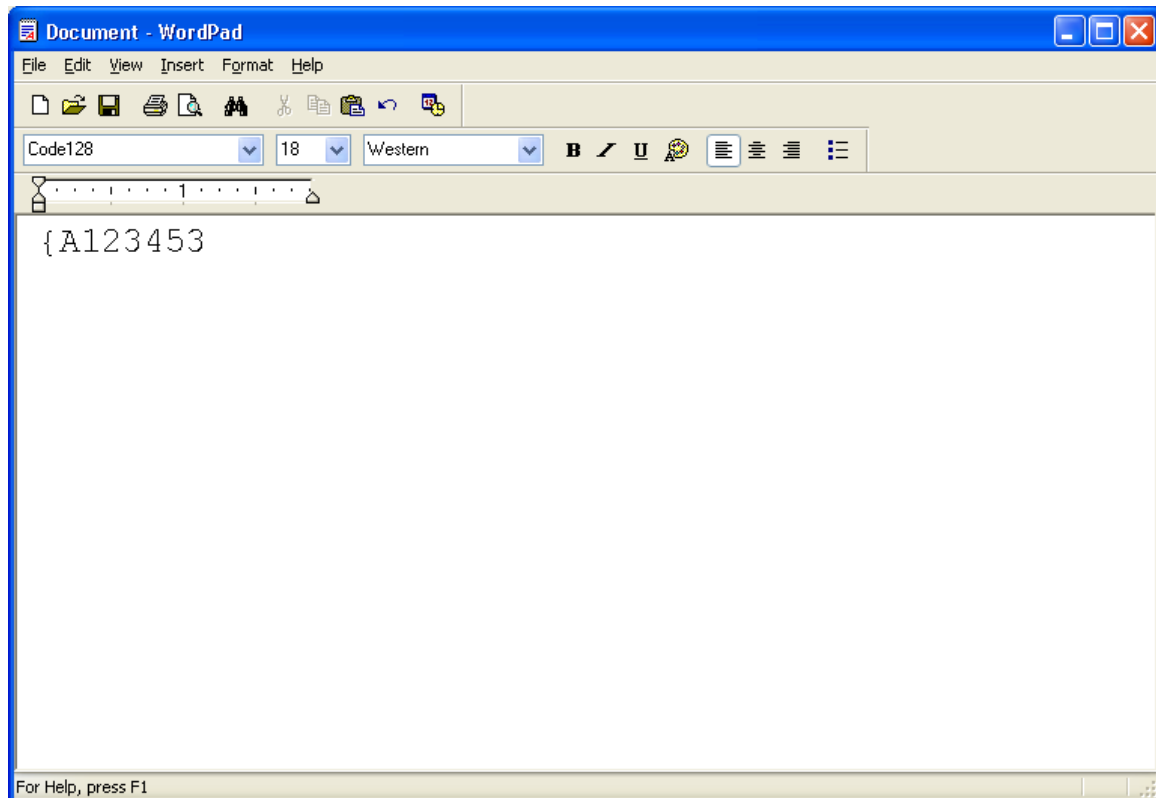 Document - WordPad
File Edit View Insert Format Help
Code128 18 Western B I U
1
{A123453
For Help, press F1